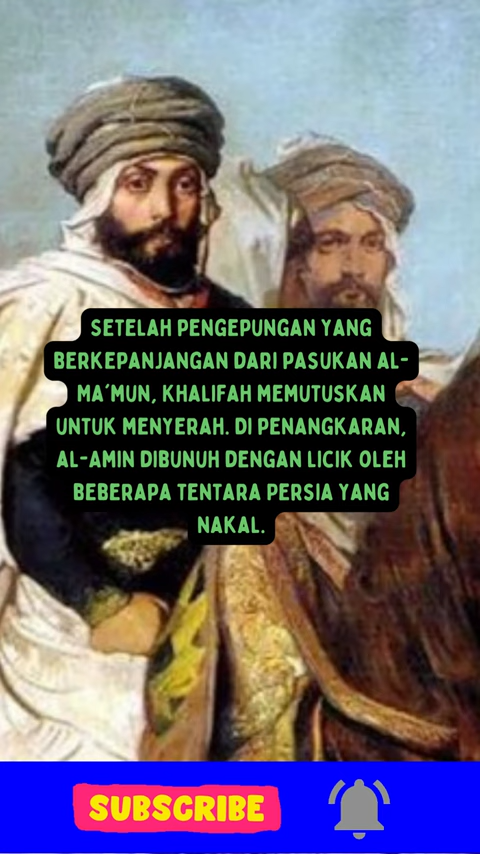 SETELAH PENGEPUNGAN YANG
BERKEPANJANGAN DARI PASUKAN AL-
MA'MUN, KHALIFAH MEMUTUSKAN
UNTUK MENYERAH. DI PENANGKARAN,
AL-AMIN DIBUNUH DENGAN LICIK OLEH
BEBERAPA TENTARA PERSIA YANG
NAKAL.
SUBSCRIBE